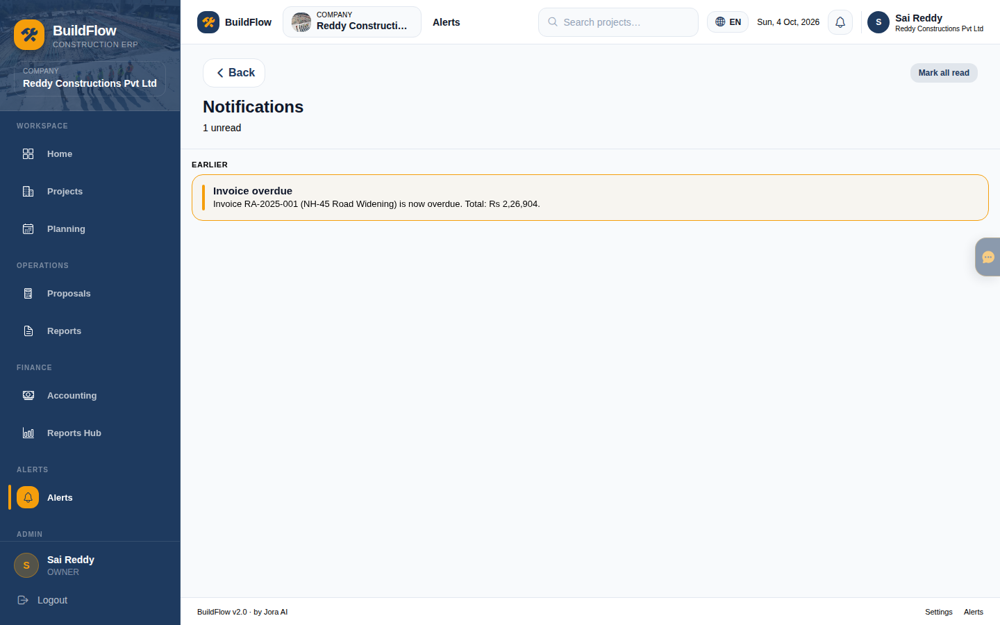 BuildFlow
CONSTRUCTION ERP
COMPANY
Reddy Constructions Pvt Ltd
WORKSPACE
Home
Projects
Planning
OPERATIONS
Proposals
Reports
FINANCE
Accounting
Reports Hub
ALERTS
Alerts
ADMIN
S
Sai Reddy
OWNER
Logout
BuildFlow
COMPANY
Reddy Constructi...
Alerts
Search projects...
EN
Sun, 4 Oct, 2026
S
Sai Reddy
Reddy Constructions Pvt Ltd
Back
Mark all read
Notifications
1 unread
EARLIER
Invoice overdue
Invoice RA-2025-001 (NH-45 Road Widening) is now overdue. Total: Rs 2,26,904.
BuildFlow v2.0 · by Jora AI
Settings
Alerts